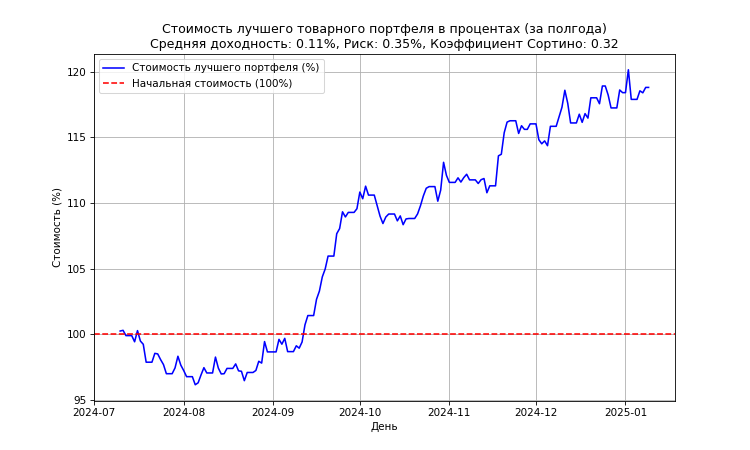 Стоимость лучшего товарного портфеля в процентах (за полгода)
Средняя доходность: 0.11%, Риск: 0.35%, Коэффициент Сортино: 0.32
Стоимость лучшего портфеля (%)
Начальная стоимость (100%)
Стоимость (%)
120
115
110
105
100
95
2024-07
2024-08
2024-09
2024-10
2024-11
2024-12
2025-01
День